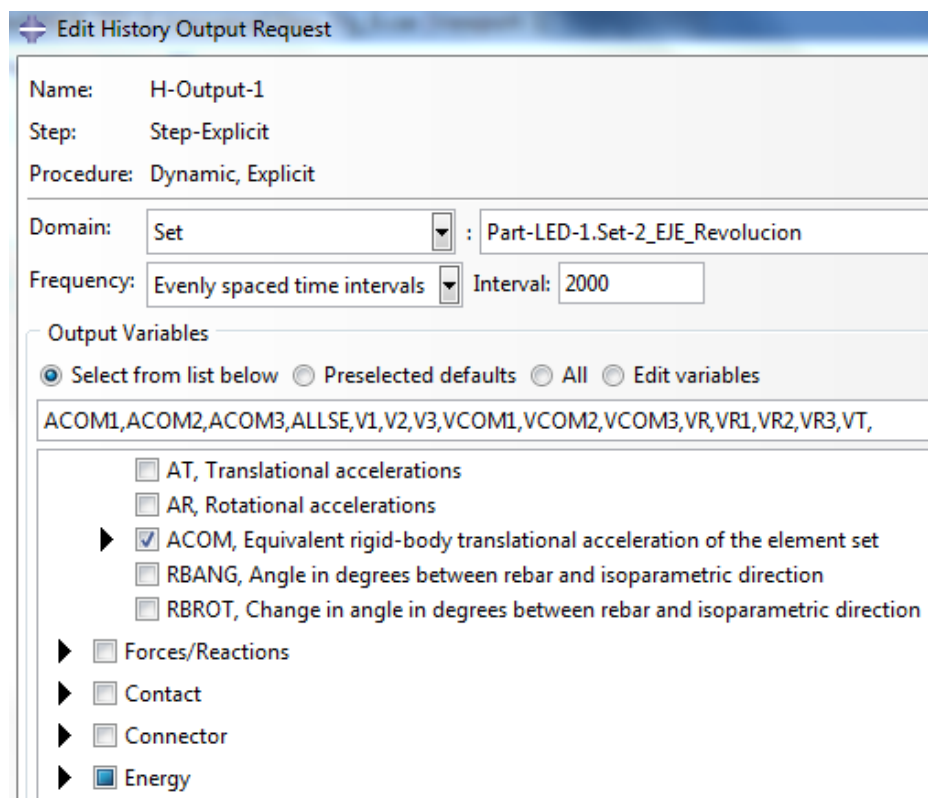 Edit History Output Request
Name: H-Output-1
Step: Step-Explicit
Procedure: Dynamic, Explicit
Domain: Set : Part-LED-1.Set-2_EJE_Revolucion
Frequency: Evenly spaced time intervals Interval: 2000
Output Variables
Select from list below Preselected defaults All Edit variables
ACOM1,ACOM2,ACOM3,ALLSE,V1,V2,V3,VCOM1,VCOM2,VCOM3,VR,VR1,VR2,VR3,VT,
AT, Translational accelerations
AR, Rotational accelerations
ACOM, Equivalent rigid-body translational acceleration of the element set
RBANG, Angle in degrees between rebar and isoparametric direction
RBROT, Change in angle in degrees between rebar and isoparametric direction
Forces/Reactions
Contact
Connector
Energy